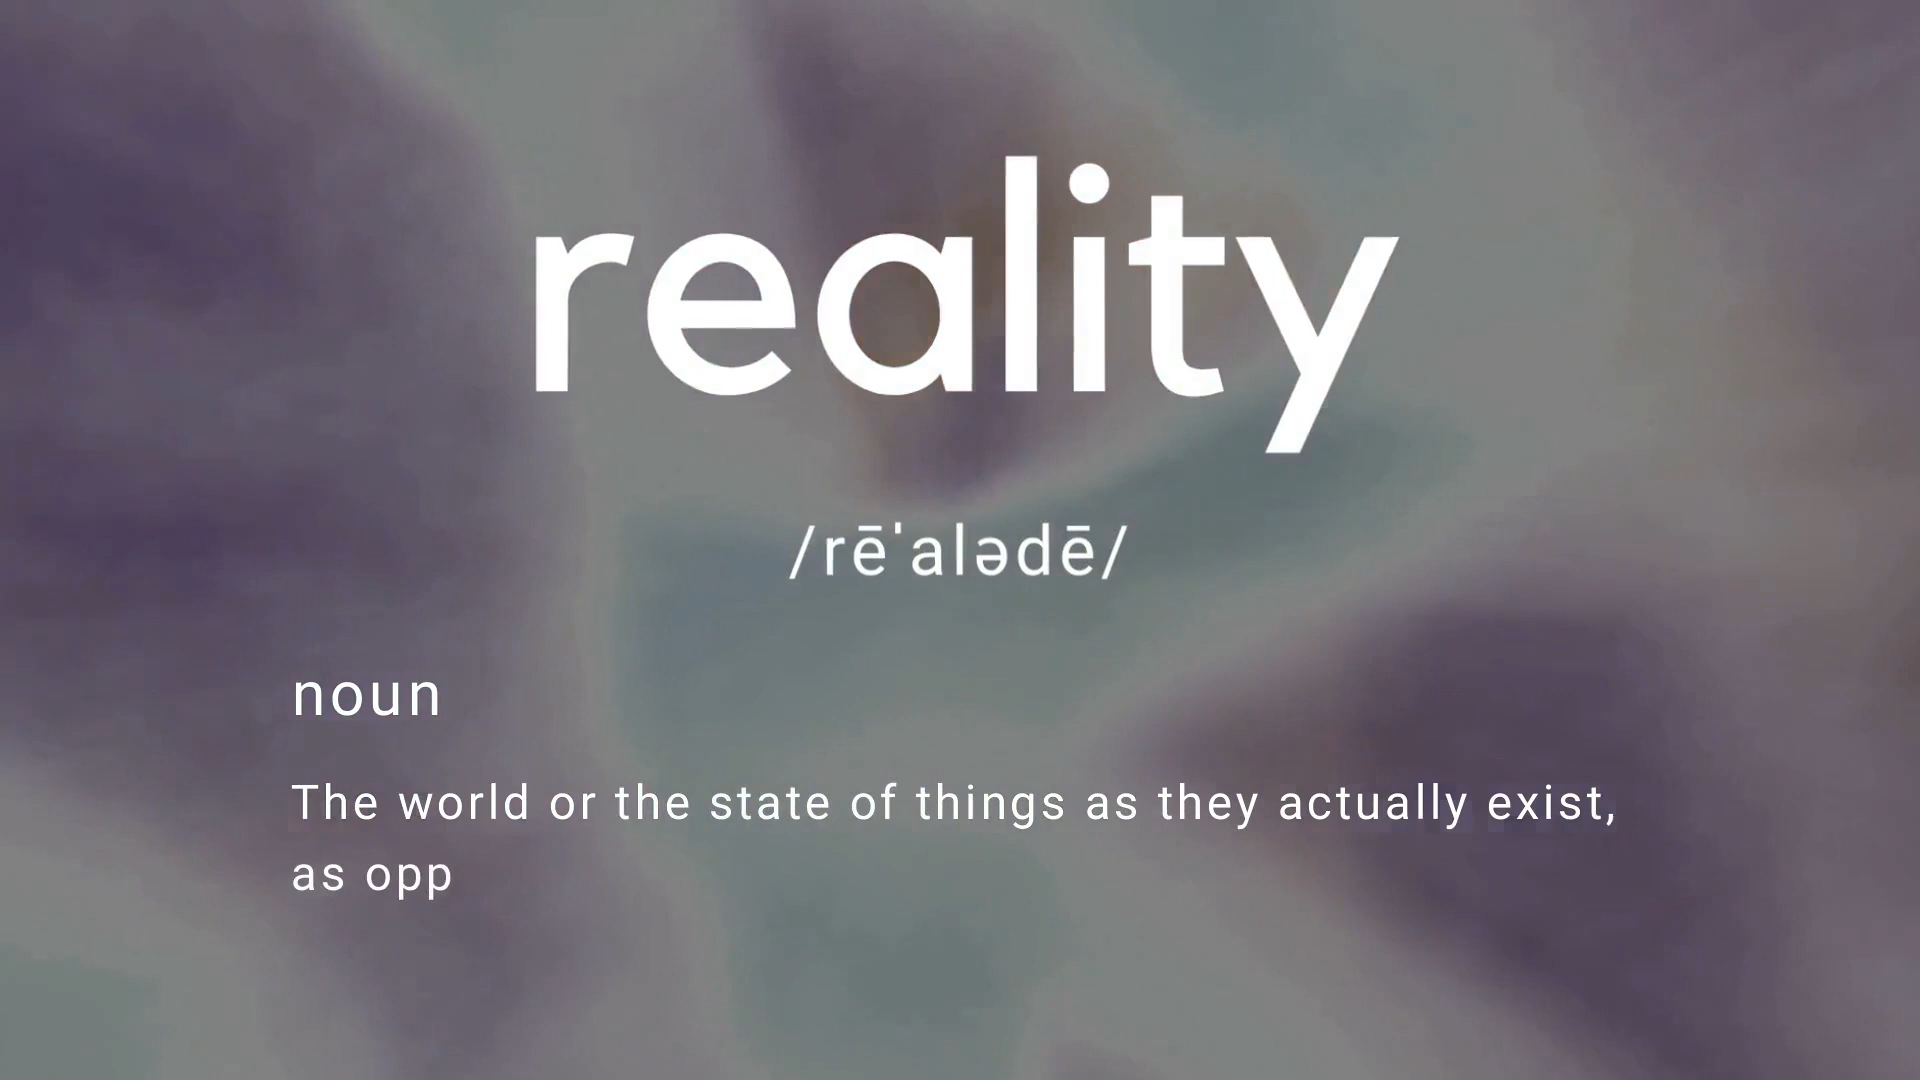 reality
/rēˈalədē/
noun
The world or the state of things as they actually exist,
as opp